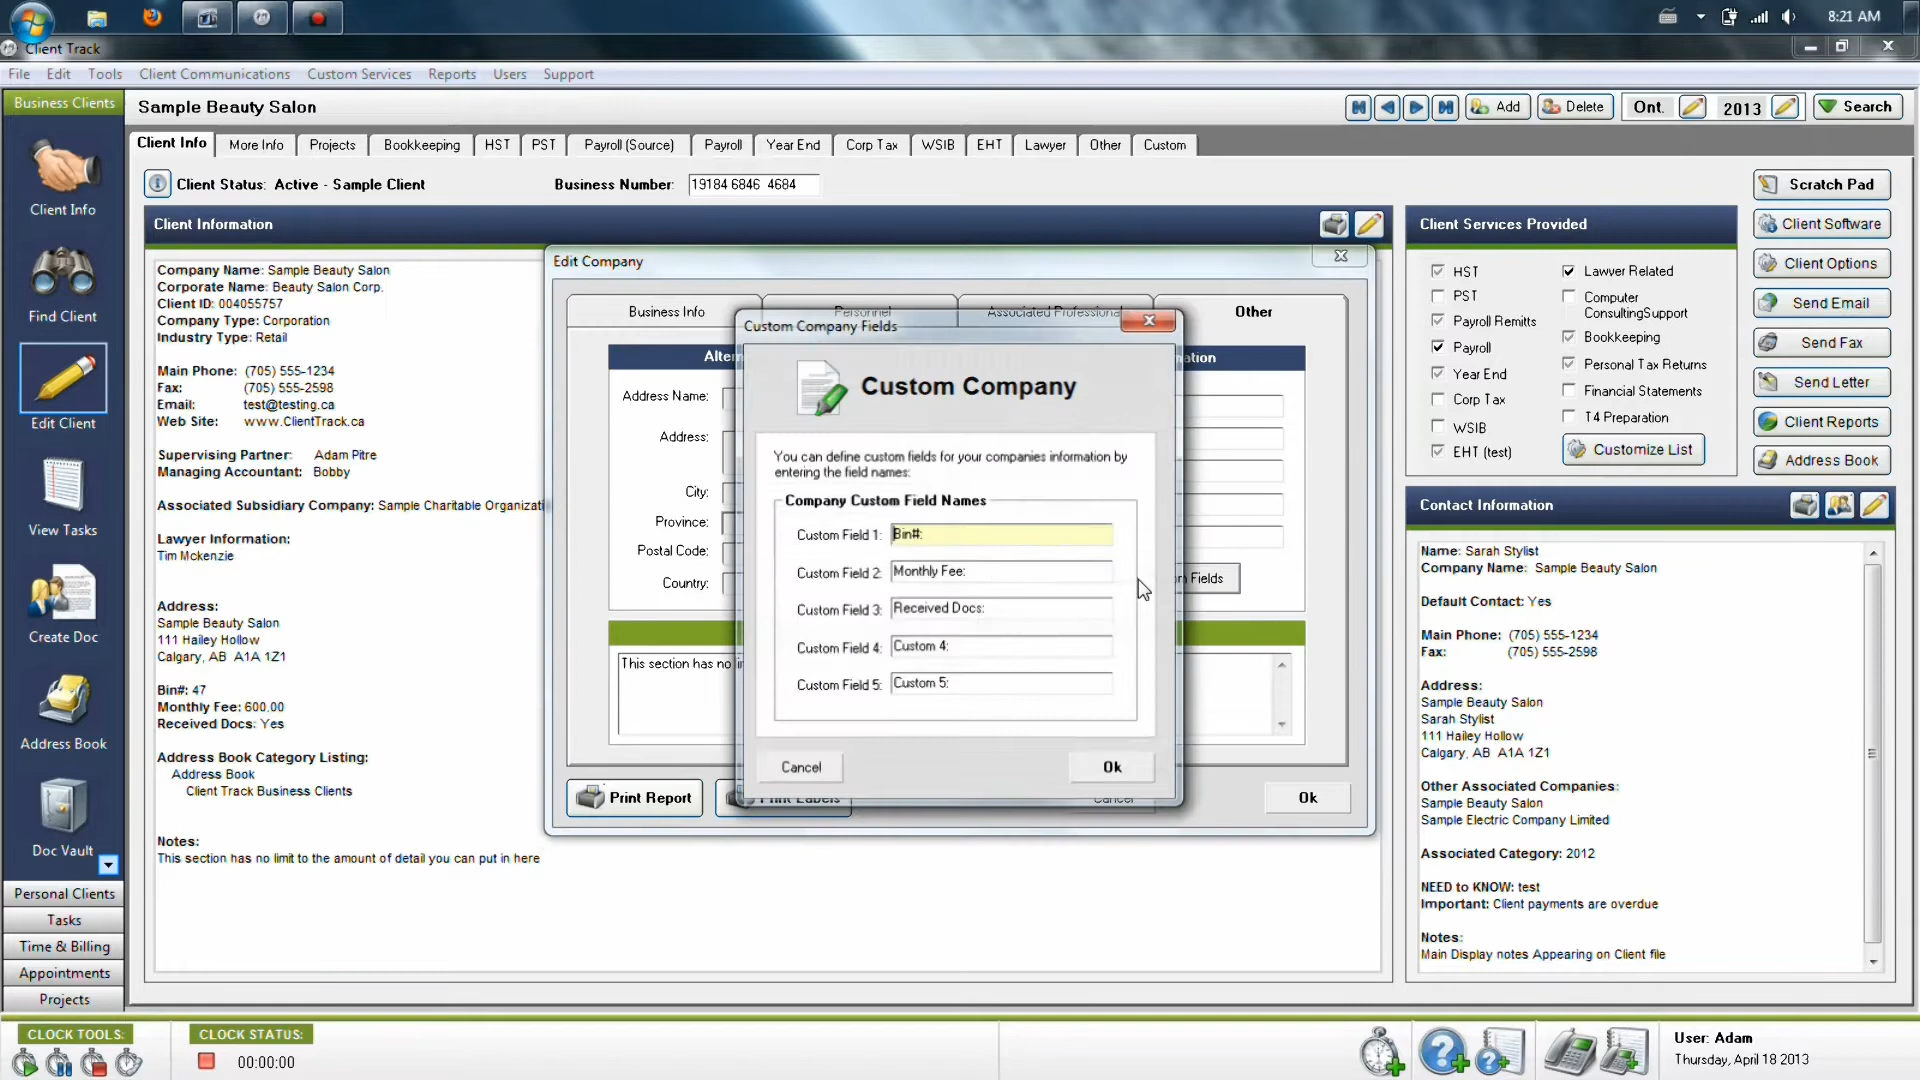 8:21 AM
Client Track
File Edit Tools Client Communications Custom Services Reports Users Support
Business Clients
Sample Beauty Salon
Add
Delete
Ont.
2013
Search
Client Info More Info Projects Bookkeeping HST PST Payroll (Source) Payroll Year End Corp Tax WSIB EHT Lawyer Other Custom
Client Status: Active - Sample Client
Business Number: 19184 6846 4684
Client Info
Find Client
Edit Client
View Tasks
Create Doc
Address Book
Doc Vault
Personal Clients
Tasks
Time & Billing
Appointments
Projects
Client Information
Company Name: Sample Beauty Salon
Corporate Name: Beauty Salon Corp.
Client ID: 004055757
Company Type: Corporation
Industry Type: Retail
Main Phone: (705) 555-1234
Fax: (705) 555-2598
Email: test@testing.ca
Web Site: www.ClientTrack.ca
Supervising Partner: Adam Pitre
Managing Accountant: Bobby
Associated Subsidiary Company: Sample Charitable Organizati
Lawyer Information:
Tim Mckenzie
Address:
Sample Beauty Salon
111 Hailey Hollow
Calgary, AB A1A 1Z1
Bin#: 47
Monthly Fee: 600.00
Received Docs: Yes
Address Book Category Listing:
Address Book
Client Track Business Clients
Notes:
This section has no limit to the amount of detail you can put in here
Edit Company
Business Info Personnel Associated Professional Other
Alter
ation
Address Name:
Address:
City:
Province:
Postal Code:
Country:
m Fields
This section has no
Print Report
Print Labels
Cancel
Ok
Custom Company Fields
Custom Company
You can define custom fields for your companies information by
entering the field names:
Company Custom Field Names
Custom Field 1: Bin#:
Custom Field 2: Monthly Fee:
Custom Field 3: Received Docs:
Custom Field 4: Custom 4:
Custom Field 5: Custom 5:
Cancel
Ok
Client Services Provided
HST
PST
Payroll Remitts
Payroll
Year End
Corp Tax
WSIB
EHT (test)
Lawyer Related
Computer
ConsultingSupport
Bookkeeping
Personal Tax Returns
Financial Statements
T4 Preparation
Customize List
Scratch Pad
Client Software
Client Options
Send Email
Send Fax
Send Letter
Client Reports
Address Book
Contact Information
Name: Sarah Stylist
Company Name: Sample Beauty Salon
Default Contact: Yes
Main Phone: (705) 555-1234
Fax: (705) 555-2598
Address:
Sample Beauty Salon
Sarah Stylist
111 Hailey Hollow
Calgary, AB A1A 1Z1
Other Associated Companies:
Sample Beauty Salon
Sample Electric Company Limited
Associated Category: 2012
NEED to KNOW: test
Important: Client payments are overdue
Notes:
Main Display notes Appearing on Client file
CLOCK TOOLS:
CLOCK STATUS:
00:00:00
User: Adam
Thursday, April 18 2013